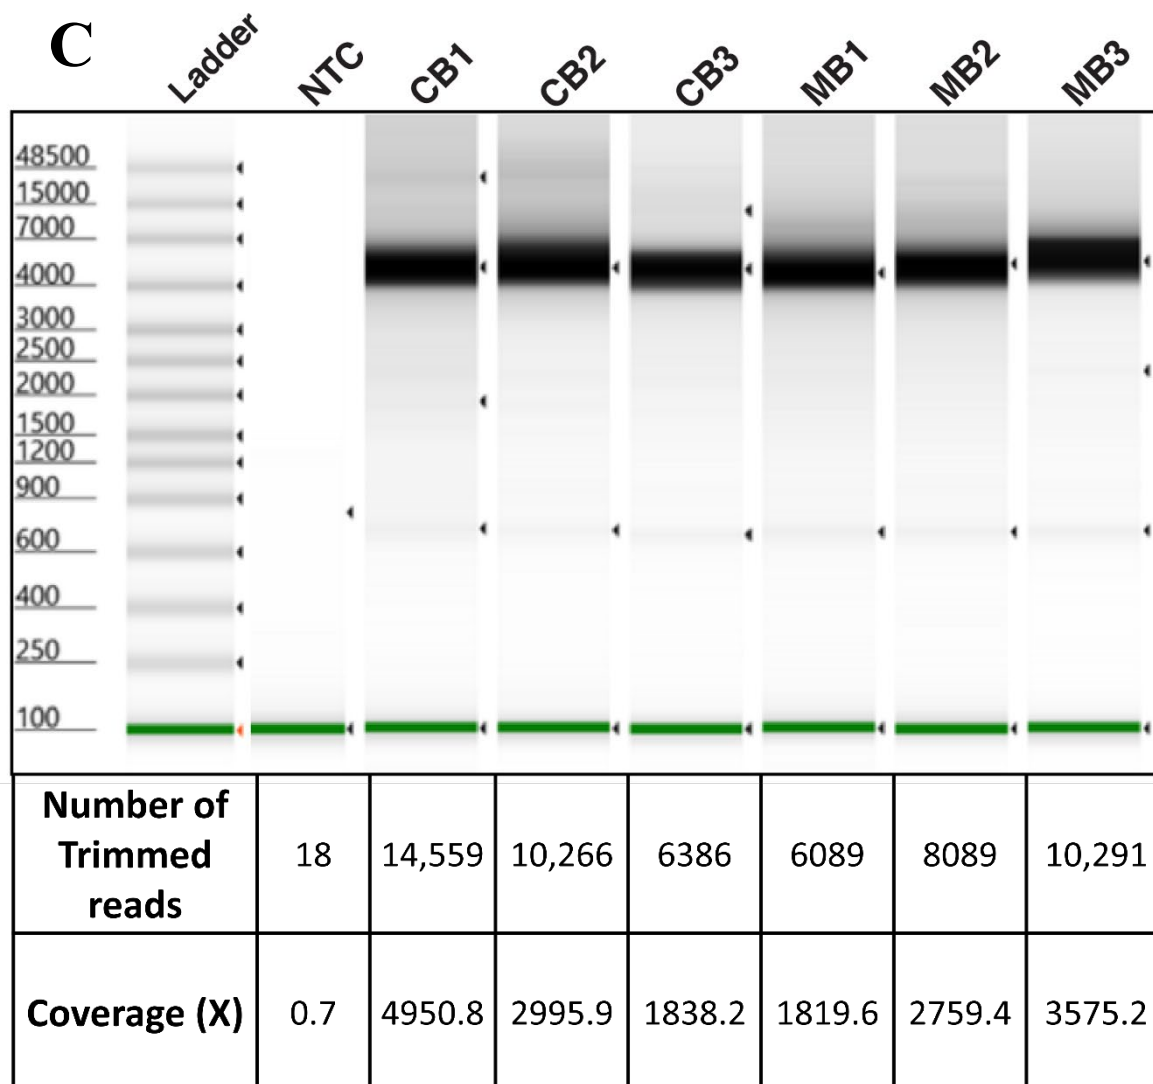 C
Ladder NTC CB1 CB2 CB3 MB1 MB2 MB3
48500
15000
7000
4000
3000
2500
2000
1500
1200
900
600
400
250
100
Number of
Trimmed
reads
18 14,559 10,266 6386 6089 8089 10,291
Coverage (X) 0.7 4950.8 2995.9 1838.2 1819.6 2759.4 3575.2